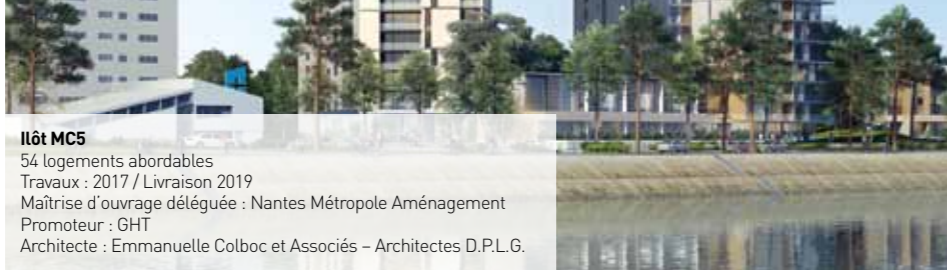 Ilôt MC5
54 logements abordables
Travaux : 2017 / Livraison 2019
Maîtrise d'ouvrage déléguée : Nantes Métropole Aménagement
Promoteur : GHT
Architecte : Emmanuelle Colboc et Associés – Architectes D.P.L.G.